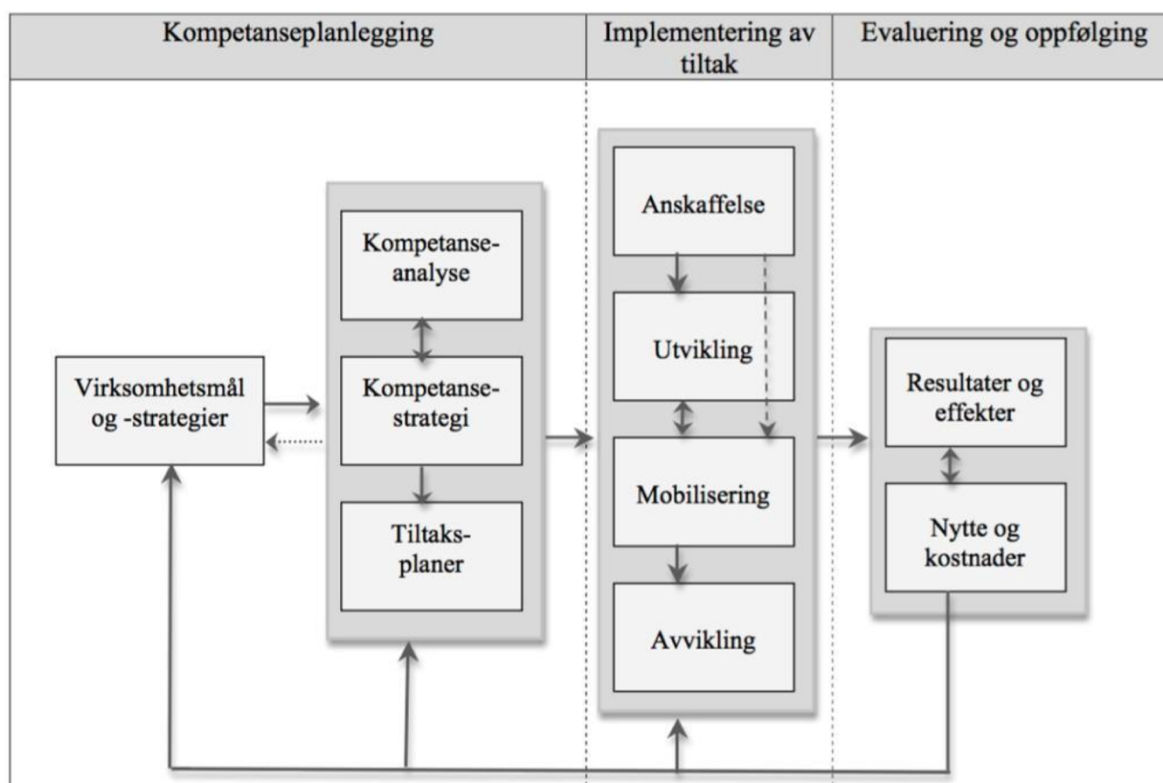 Kompetanseplanlegging
Implementering av
tiltak
Evaluering og oppfølging
Virksomhetsmål
og -strategier
Kompetanse-
analyse
Kompetanse-
strategi
Tiltaks-
planer
Anskaffelse
Utvikling
Mobilisering
Avvikling
Resultater og
effekter
Nytte og
kostnader